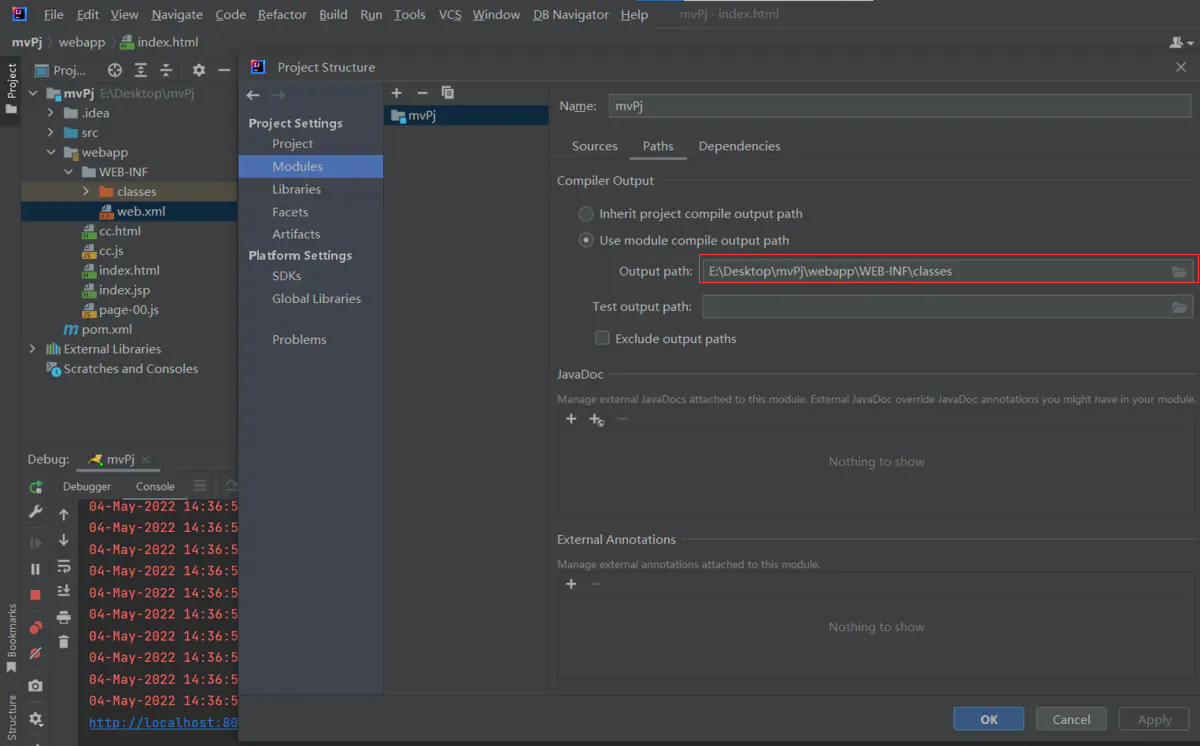 File Edit View Navigate Code Refactor Build Run Tools VCS Window DB Navigator Help mvPj - index.html
mvPj webapp index.html
Project
Proj...
mvPj E:\Desktop\mvPj
.idea
src
webapp
WEB-INF
classes
web.xml
cc.html
cc.js
index.html
index.jsp
page-00.js
pom.xml
External Libraries
Scratches and Consoles
Project Structure
Project Settings
Project
Modules
Libraries
Facets
Artifacts
Platform Settings
SDKs
Global Libraries
Problems
mvPj
Name: mvPj
Sources Paths Dependencies
Compiler Output
Inherit project compile output path
Use module compile output path
Output path: E:\Desktop\mvPj\webapp\WEB-INF\classes
Test output path:
Exclude output paths
JavaDoc
Manage external JavaDocs attached to this module. External JavaDoc override JavaDoc annotations you might have in your module.
Nothing to show
External Annotations
Manage external annotations attached to this module.
Nothing to show
OK Cancel Apply
Debug: mvPj
Debugger Console
04-May-2022 14:36:5
04-May-2022 14:36:5
04-May-2022 14:36:5
04-May-2022 14:36:5
04-May-2022 14:36:5
04-May-2022 14:36:5
04-May-2022 14:36:5
04-May-2022 14:36:5
04-May-2022 14:36:5
04-May-2022 14:36:5
http://localhost:80
Bookmarks
Structure